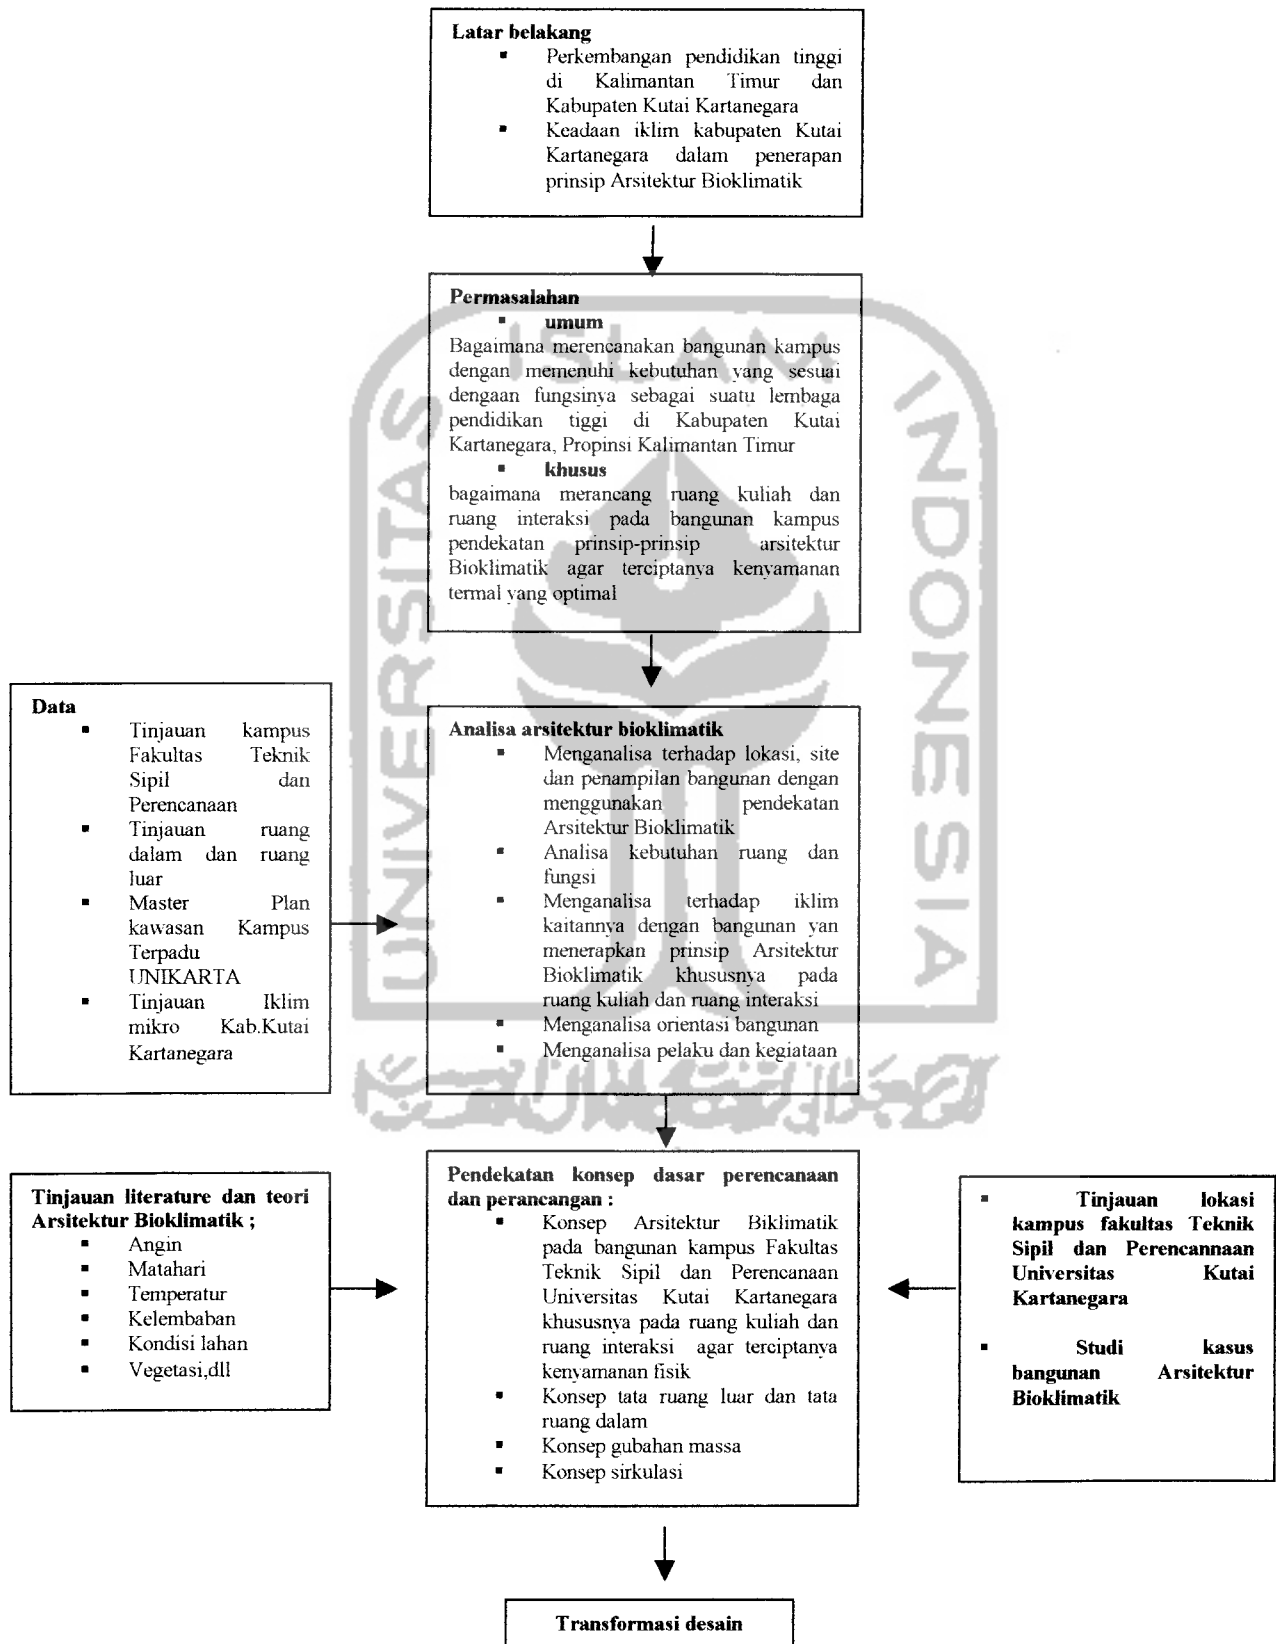 Latar belakang
▪ Perkembangan pendidikan tinggi
di Kalimantan Timur dan
Kabupaten Kutai Kartanegara
▪ Keadaan iklim kabupaten Kutai
Kartanegara dalam penerapan
prinsip Arsitektur Bioklimatik
Permasalahan
▪ umum
Bagaimana merencanakan bangunan kampus
dengan memenuhi kebutuhan yang sesuai
dengaan fungsinya sebagai suatu lembaga
pendidikan tiggi di Kabupaten Kutai
Kartanegara, Propinsi Kalimantan Timur
▪ khusus
bagaimana merancang ruang kuliah dan
ruang interaksi pada bangunan kampus
pendekatan prinsip-prinsip arsitektur
Bioklimatik agar terciptanya kenyamanan
termal yang optimal
Data
▪ Tinjauan kampus
Fakultas Teknik
Sipil dan
Perencanaan
▪ Tinjauan ruang
dalam dan ruang
luar
▪ Master Plan
kawasan Kampus
Terpadu
UNIKARTA
▪ Tinjauan Iklim
mikro Kab.Kutai
Kartanegara
Analisa arsitektur bioklimatik
▪ Menganalisa terhadap lokasi, site
dan penampilan bangunan dengan
menggunakan pendekatan
Arsitektur Bioklimatik
▪ Analisa kebutuhan ruang dan
fungsi
▪ Menganalisa terhadap iklim
kaitannya dengan bangunan yan
menerapkan prinsip Arsitektur
Bioklimatik khususnya pada
ruang kuliah dan ruang interaksi
▪ Menganalisa orientasi bangunan
▪ Menganalisa pelaku dan kegiataan
Tinjauan literature dan teori
Arsitektur Bioklimatik ;
▪ Angin
▪ Matahari
▪ Temperatur
▪ Kelembaban
▪ Kondisi lahan
▪ Vegetasi,dll
Pendekatan konsep dasar perencanaan
dan perancangan :
▪ Konsep Arsitektur Biklimatik
pada bangunan kampus Fakultas
Teknik Sipil dan Perencanaan
Universitas Kutai Kartanegara
khususnya pada ruang kuliah dan
ruang interaksi agar terciptanya
kenyamanan fisik
▪ Konsep tata ruang luar dan tata
ruang dalam
▪ Konsep gubahan massa
▪ Konsep sirkulasi
▪ Tinjauan lokasi
kampus fakultas Teknik
Sipil dan Perencannaan
Universitas Kutai
Kartanegara
▪ Studi kasus
bangunan Arsitektur
Bioklimatik
Transformasi desain
UNIVERSITAS ISLAM INDONESIA